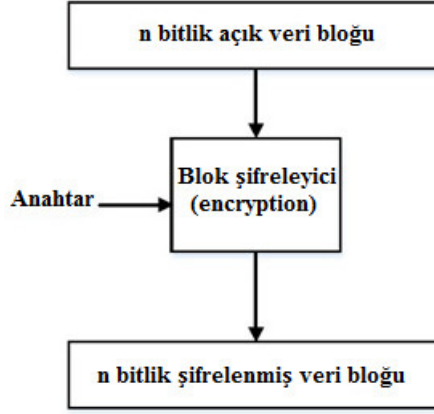 n bitlik açık veri bloğu
Blok şifreleyici
(encryption)
Anahtar
n bitlik şifrelenmiş veri bloğu